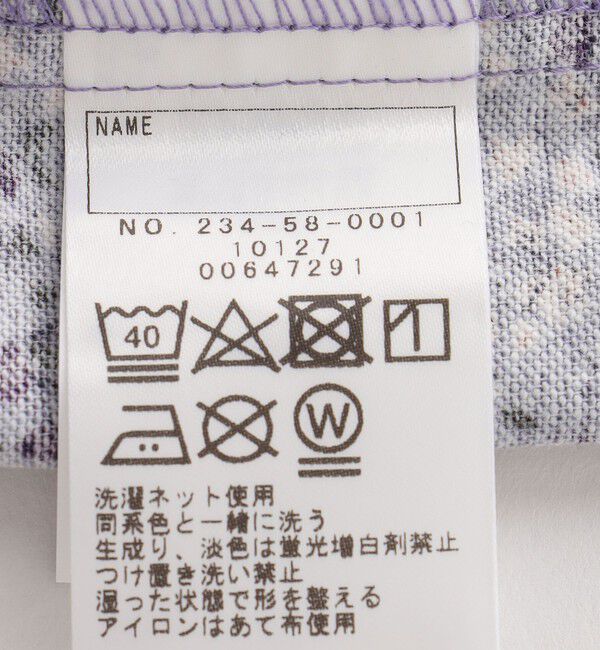 NAME
NO. 234-58-0001
10127
00647291
40
W
洗濯ネット使用
同系色と一緒に洗う
生成り、淡色は蛍光増白剤禁止
つけ置き洗い禁止
湿った状態で形を整える
アイロンはあて布使用